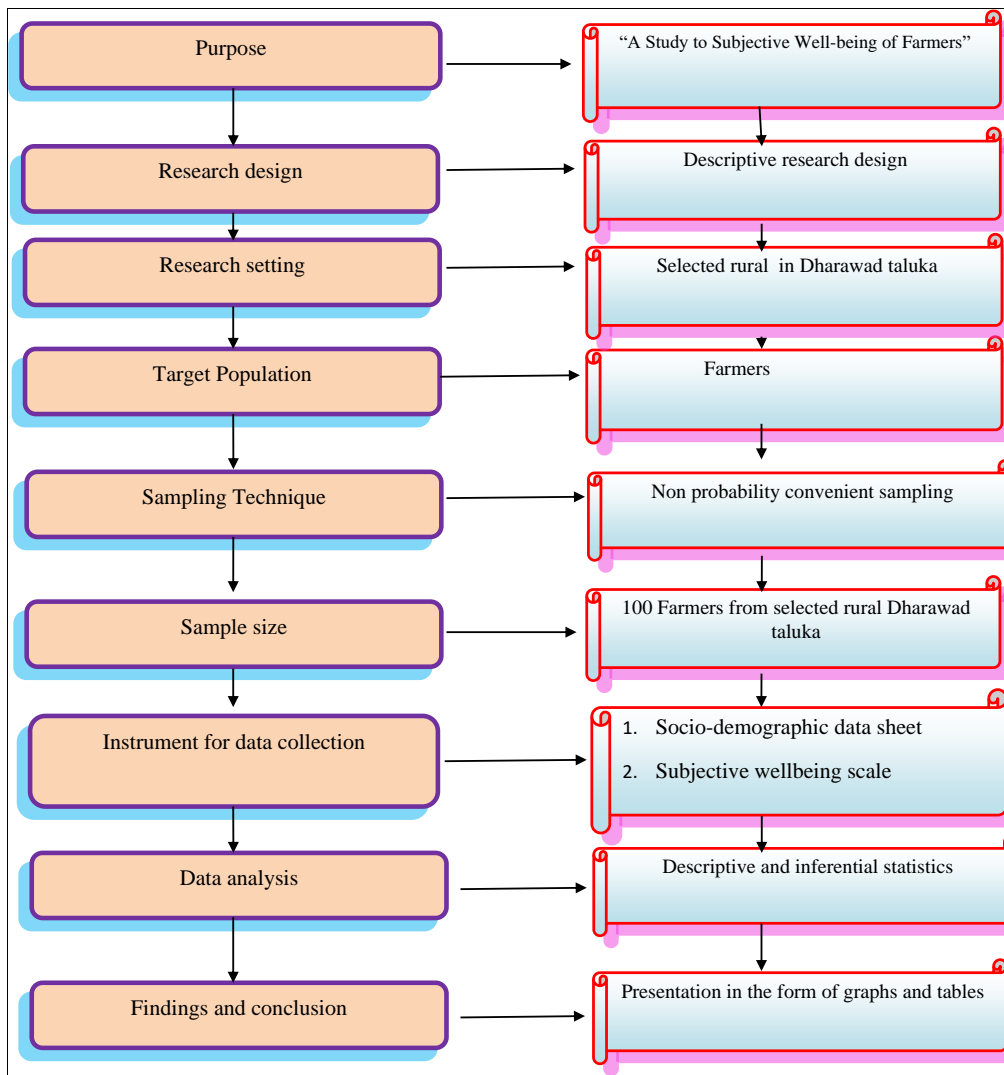 Purpose
“A Study to Subjective Well-being of Farmers”
Research design
Descriptive research design
Research setting
Selected rural in Dharawad taluka
Target Population
Farmers
Sampling Technique
Non probability convenient sampling
Sample size
100 Farmers from selected rural Dharawad
taluka
Instrument for data collection
1. Socio-demographic data sheet
2. Subjective wellbeing scale
Data analysis
Descriptive and inferential statistics
Findings and conclusion
Presentation in the form of graphs and tables